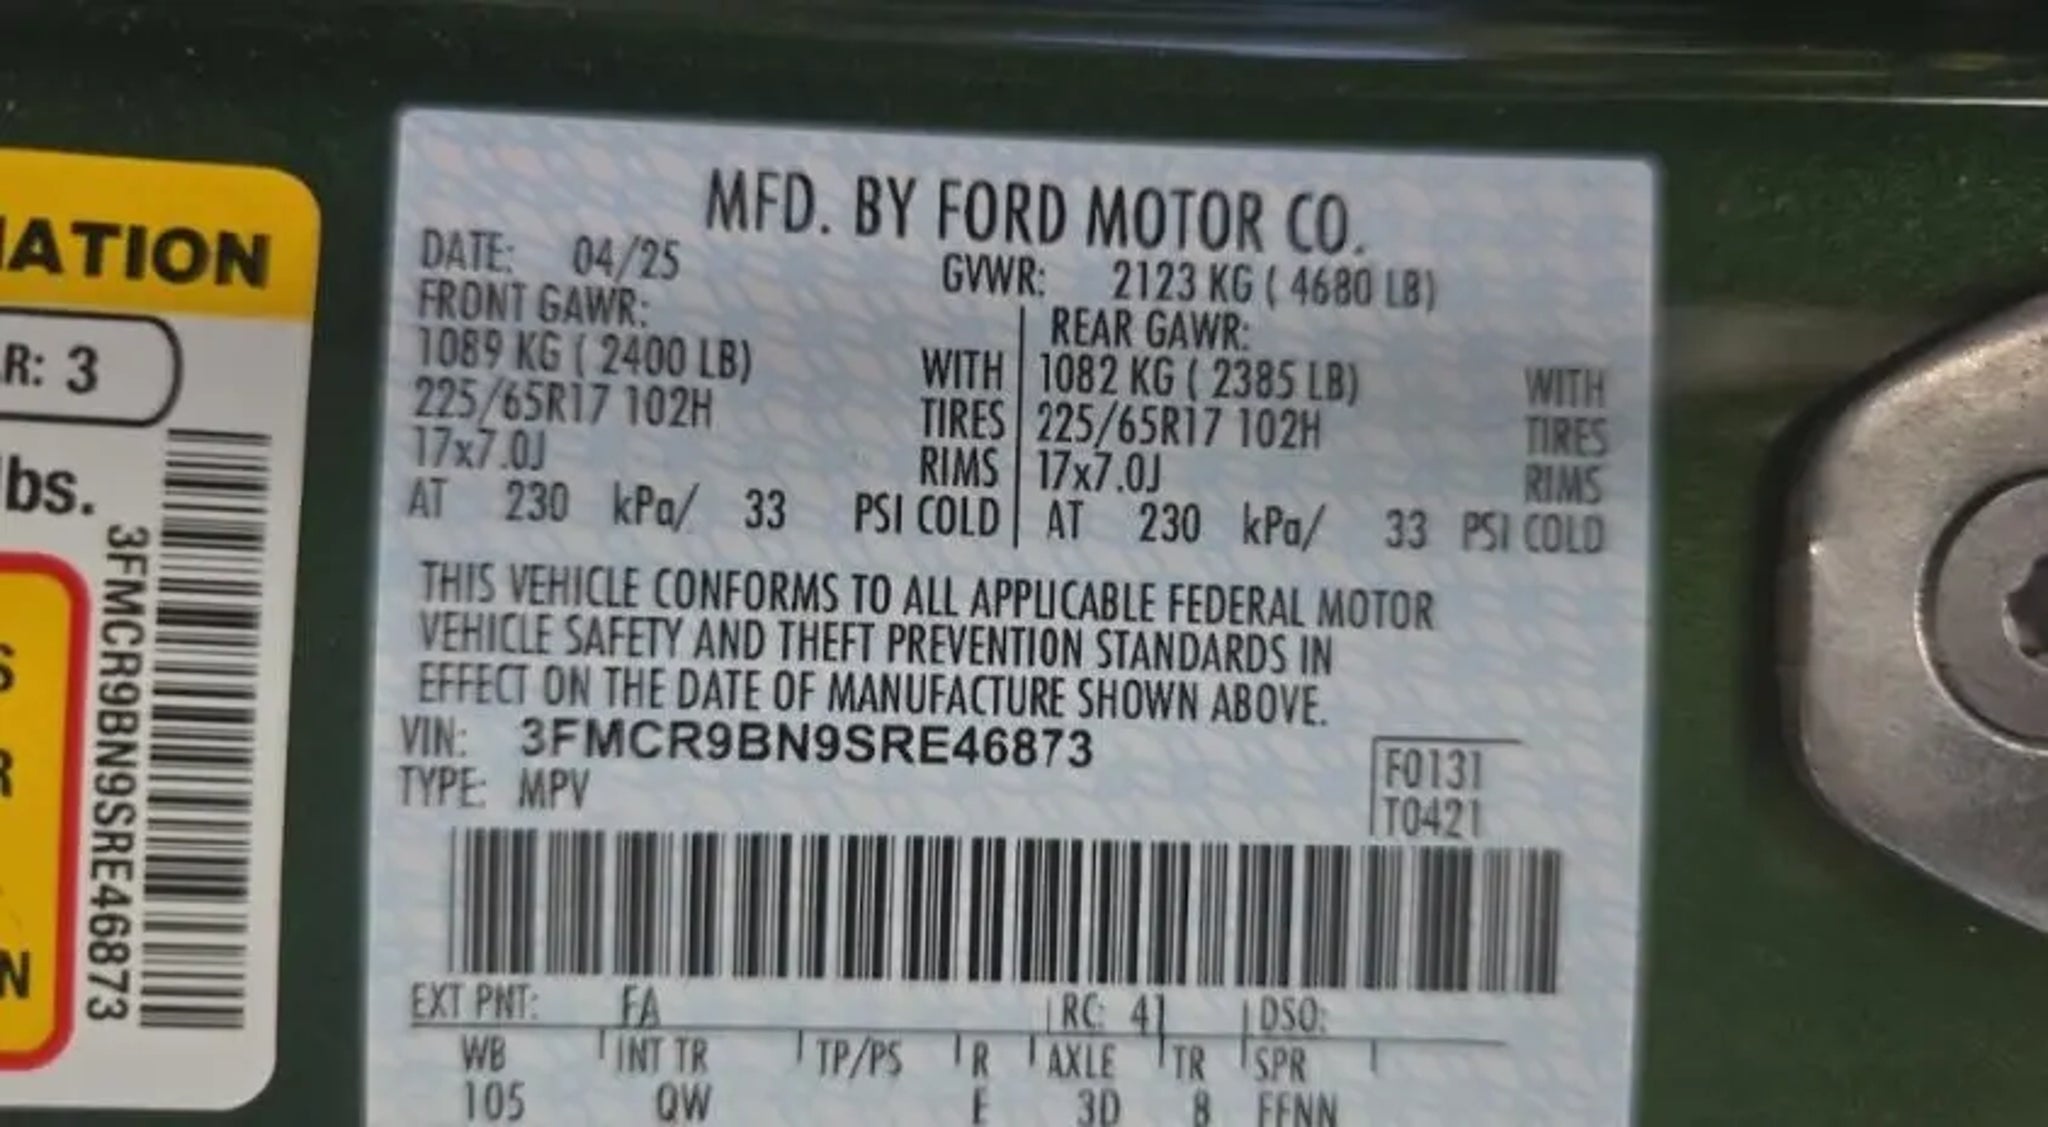 MATION
AR: 3
lbs.
3FMCR9BN9SRE46873
S
R
N
MFD. BY FORD MOTOR CO.
DATE: 04/25 GVWR: 2123 KG ( 4680 LB)
FRONT GAWR: REAR GAWR:
1089 KG ( 2400 LB) WITH 1082 KG ( 2385 LB) WITH
225/65R17 102H TIRES 225/65R17 102H TIRES
17x7.0J RIMS 17x7.0J RIMS
AT 230 kPa/ 33 PSI COLD AT 230 kPa/ 33 PSI COLD
THIS VEHICLE CONFORMS TO ALL APPLICABLE FEDERAL MOTOR
VEHICLE SAFETY AND THEFT PREVENTION STANDARDS IN
EFFECT ON THE DATE OF MANUFACTURE SHOWN ABOVE.
VIN: 3FMCR9BN9SRE46873
TYPE: MPV
F0131
T0421
EXT PNT: FA RC: 41 DSO:
WB INT TR TP/PS R AXLE TR SPR
105 QW E 3D 8 FFNN